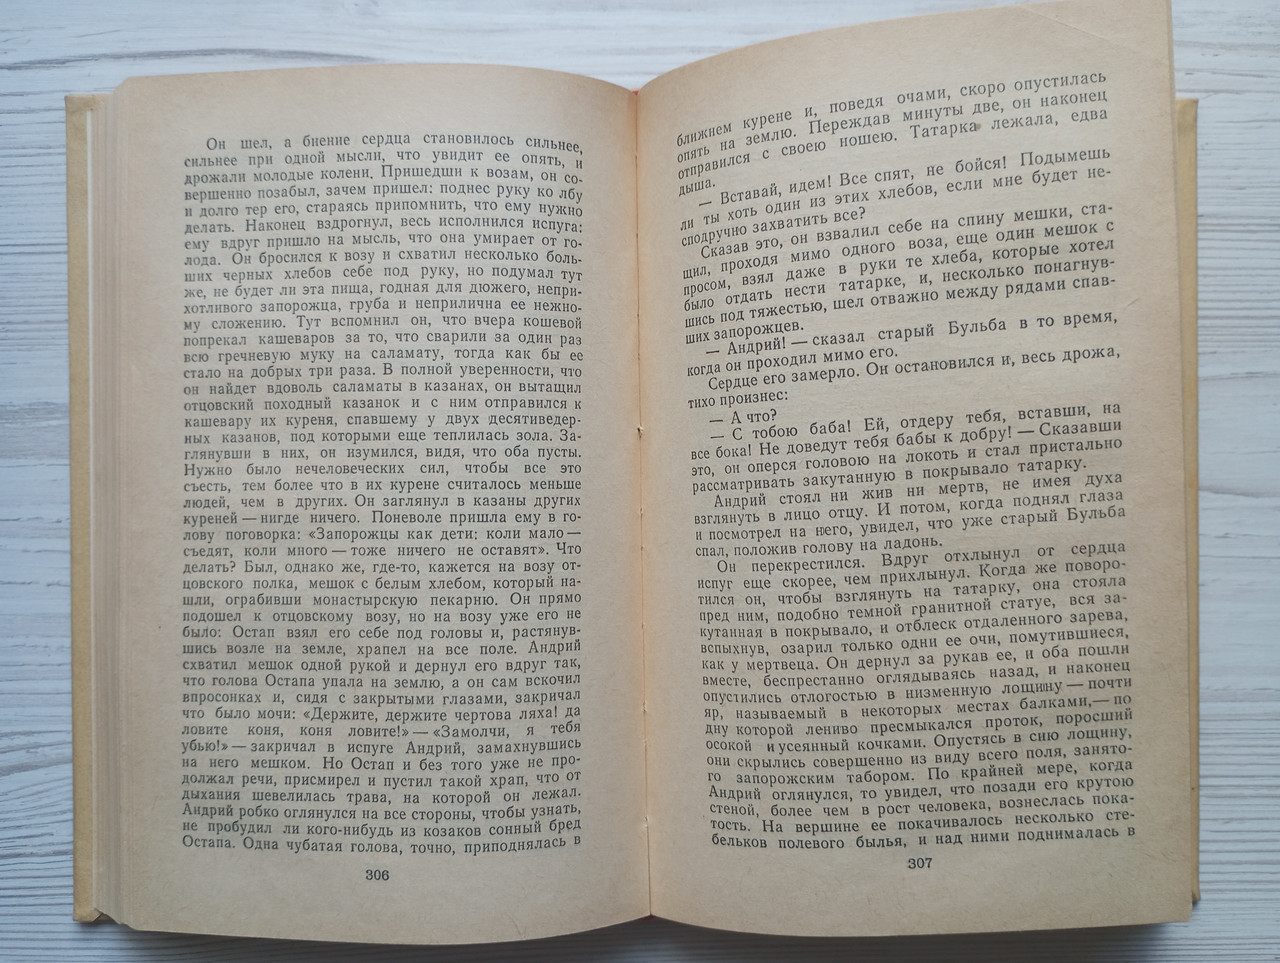 Он шел, а биение сердца становилось сильнее,
сильнее при одной мысли, что увидит ее опять, и
дрожали молодые колени. Пришедши к возам, он со-
вершенно позабыл, зачем пришел: поднес руку ко лбу
и долго тер его, стараясь припомнить, что ему нужно
делать. Наконец вздрогнул, весь исполнился испуга:
ему вдруг пришло на мысль, что она умирает от го-
лода. Он бросился к возу и схватил несколько боль-
ших черных хлебов себе под руку, но подумал тут
же, не будет ли эта пища, годная для дюжего, непри-
хотливого запорожца, груба и неприлична ее нежно-
му сложению. Тут вспомнил он, что вчера кошевой
попрекал кашеваров за то, что сварили за один раз
всю гречневую муку на саламату, тогда как бы ее
стало на добрых три раза. В полной уверенности, что
он найдет вдоволь саламаты в казанах, он вытащил
отцовский походный казанок и с ним отправился к
кашевару их куреня, спавшему у двух десятиведер-
ных казанов, под которыми еще теплилась зола. За-
глянувши в них, он изумился, видя, что оба пусты.
Нужно было нечеловеческих сил, чтобы все это
съесть, тем более что в их курене считалось меньше
людей, чем в других. Он заглянул в казаны других
куреней — нигде ничего. Поневоле пришла ему в го-
лову поговорка: «Запорожцы как дети: коли мало —
съедят, коли много — тоже ничего не оставят». Что
делать? Был, однако же, где-то, кажется на возу от-
цовского полка, мешок с белым хлебом, который на-
шли, ограбивши монастырскую пекарню. Он прямо
подошел к отцовскому возу, но на возу уже его не
было: Остап взял его себе под головы и, растянув-
шись возле на земле, храпел на все поле. Андрий
схватил мешок одной рукой и дернул его вдруг так,
что голова Остапа упала на землю, а он сам вскочил
впросонках и, сидя с закрытыми глазами, закричал
что было мочи: «Держите, держите чертова ляха! да
ловите коня, коня ловите!» — «Замолчи, я тебя
убью!» — закричал в испуге Андрий, замахнувшись
на него мешком. Но Остап и без того уже не про-
должал речи, присмирел и пустил такой храп, что от
дыхания шевелилась трава, на которой он лежал.
Андрий робко оглянулся на все стороны, чтобы узнать,
не пробудил ли кого-нибудь из козаков сонный бред
Остапа. Одна чубатая голова, точно, приподнялась в
306
ближнем курене и, поведя очами, скоро опустилась
опять на землю. Переждав минуты две, он наконец
отправился с своею ношею. Татарка лежала, едва
дыша.
— Вставай, идем! Все спят, не бойся! Подымешь
ли ты хоть один из этих хлебов, если мне будет не-
сподручно захватить все?
Сказав это, он взвалил себе на спину мешки, ста-
щил, проходя мимо одного воза, еще один мешок с
просом, взял даже в руки те хлеба, которые хотел
было отдать нести татарке, и, несколько понагнув-
шись под тяжестью, шел отважно между рядами спав-
ших запорожцев.
— Андрий! — сказал старый Бульба в то время,
когда он проходил мимо его.
Сердце его замерло. Он остановился и, весь дрожа,
тихо произнес:
— А что?
— С тобою баба! Ей, отдеру тебя, вставши, на
все бока! Не доведут тебя бабы к добру! — Сказавши
это, он оперся головою на локоть и стал пристально
рассматривать закутанную в покрывало татарку.
Андрий стоял ни жив ни мертв, не имея духа
взглянуть в лицо отцу. И потом, когда поднял глаза
и посмотрел на него, увидел, что уже старый Бульба
спал, положив голову на ладонь.
Он перекрестился. Вдруг отхлынул от сердца
испуг еще скорее, чем прихлынул. Когда же поворо-
тился он, чтобы взглянуть на татарку, она стояла
пред ним, подобно темной гранитной статуе, вся за-
кутанная в покрывало, и отблеск отдаленного зарева,
вспыхнув, озарил только одни ее очи, помутившиеся,
как у мертвеца. Он дернул за рукав ее, и оба пошли
вместе, беспрестанно оглядываясь назад, и наконец
опустились отлогостью в низменную лощину — почти
яр, называемый в некоторых местах балками, — по
дну которой лениво пресмыкался проток, поросший
осокой и усеянный кочками. Опустясь в сию лощину,
они скрылись совершенно из виду всего поля, занято-
го запорожским табором. По крайней мере, когда
Андрий оглянулся, то увидел, что позади его крутою
стеной, более чем в рост человека, вознеслась пока-
тость. На вершине ее покачивалось несколько сте-
бельков полевого былья, и над ними поднималась в
307